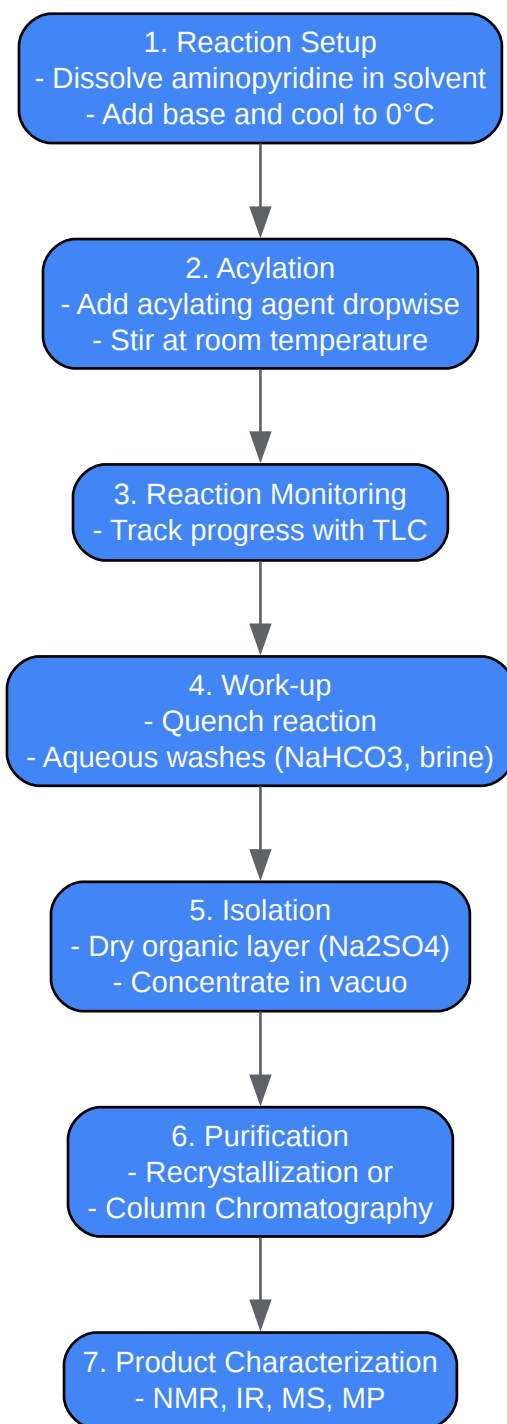 1. Reaction Setup
- Dissolve aminopyridine in solvent
- Add base and cool to 0°C
2. Acylation
- Add acylating agent dropwise
- Stir at room temperature
3. Reaction Monitoring
- Track progress with TLC
4. Work-up
- Quench reaction
- Aqueous washes (NaHCO3, brine)
5. Isolation
- Dry organic layer (Na2SO4)
- Concentrate in vacuo
6. Purification
- Recrystallization or
- Column Chromatography
7. Product Characterization
- NMR, IR, MS, MP